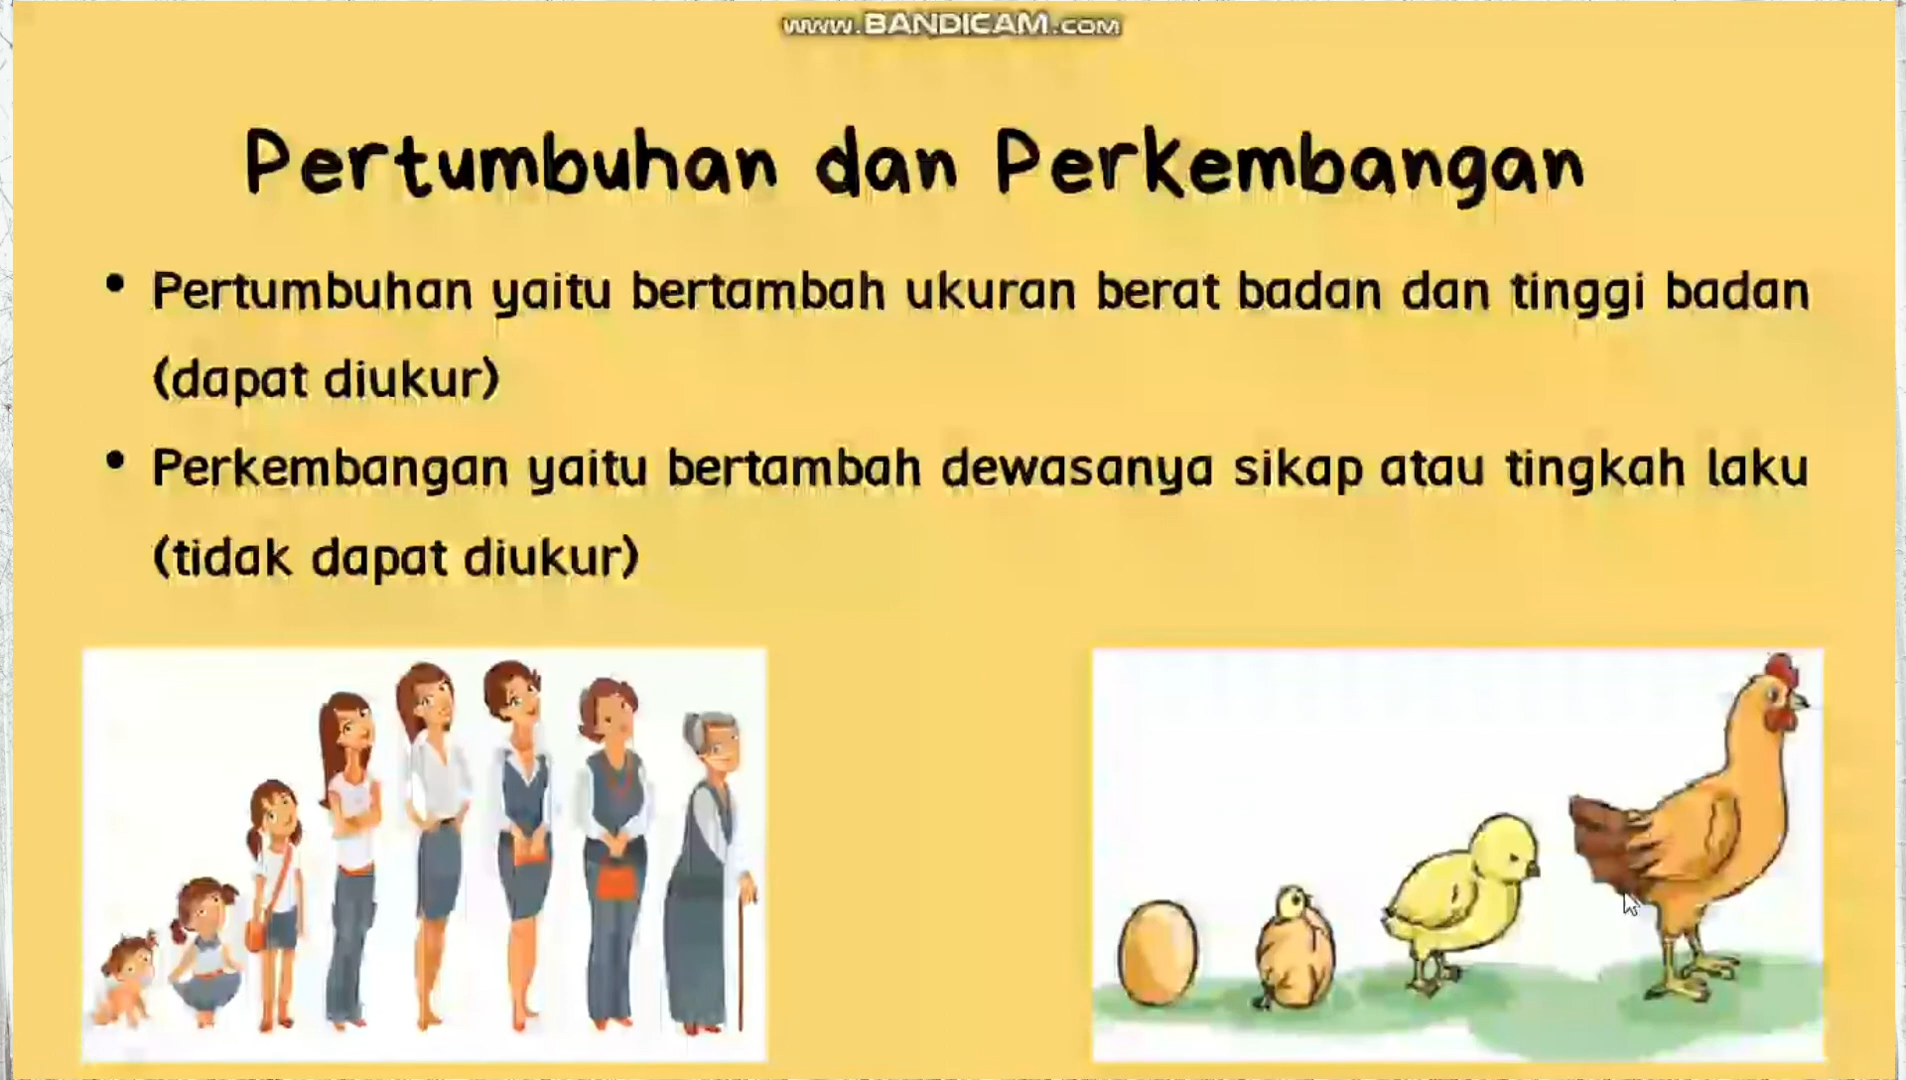 www.BANDICAM.COM
Pertumbuhan dan Perkembangan
• Pertumbuhan yaitu bertambah ukuran berat badan dan tinggi badan
(dapat diukur)
• Perkembangan yaitu bertambah dewasanya sikap atau tingkah laku
(tidak dapat diukur)